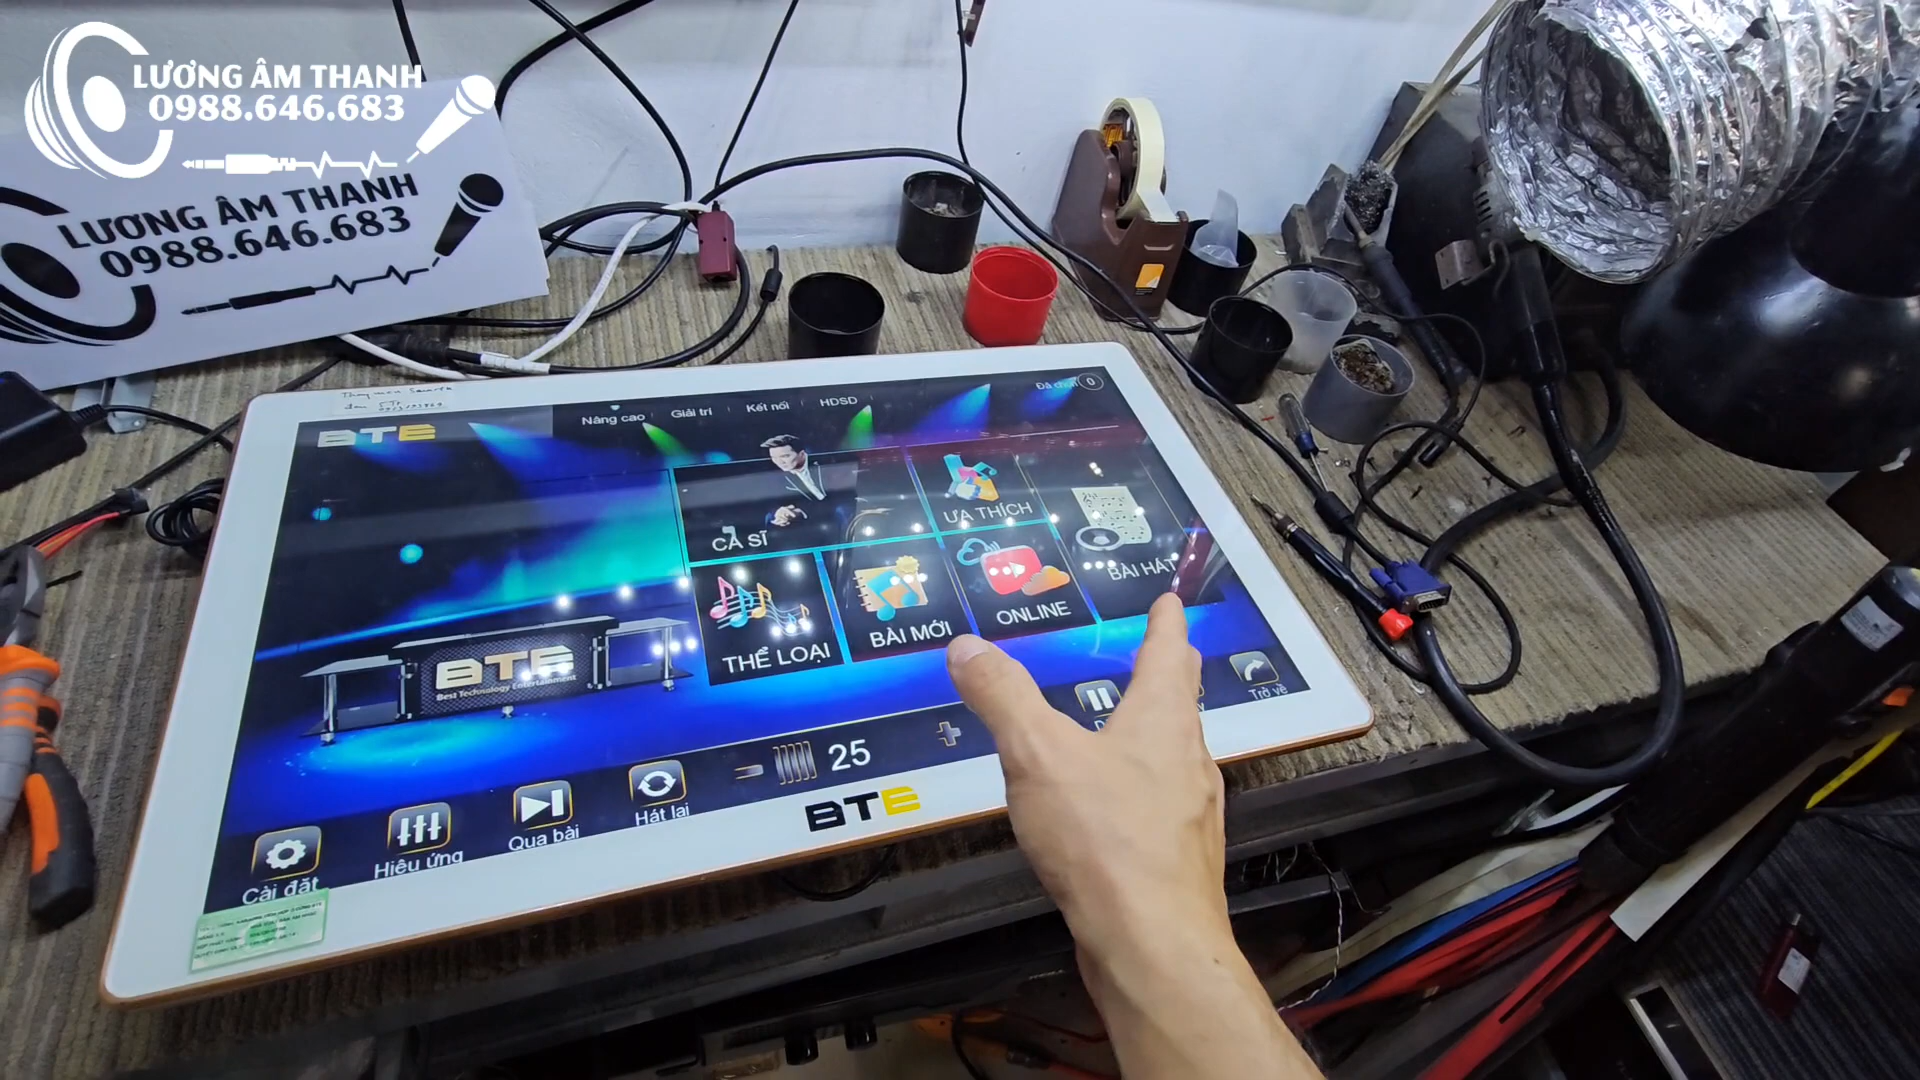 LƯƠNG ÂM THANH
0988.646.683
LƯƠNG ÂM THANH
0988.646.683
BTE
Nâng cao
Giải trí
Kết nối
HDSD
Đã chọn 0
CA SĨ
ƯA THÍCH
BÀI HÁT
THỂ LOẠI
BÀI MỚI
ONLINE
BTE
Best Technology Entertainment
Cài đặt
Hiệu ứng
Qua bài
Hát lại
25
Trở về
BTE